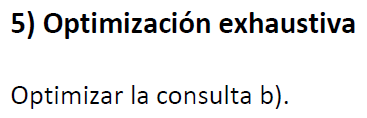 5) Optimización exhaustiva
Optimizar la consulta b).